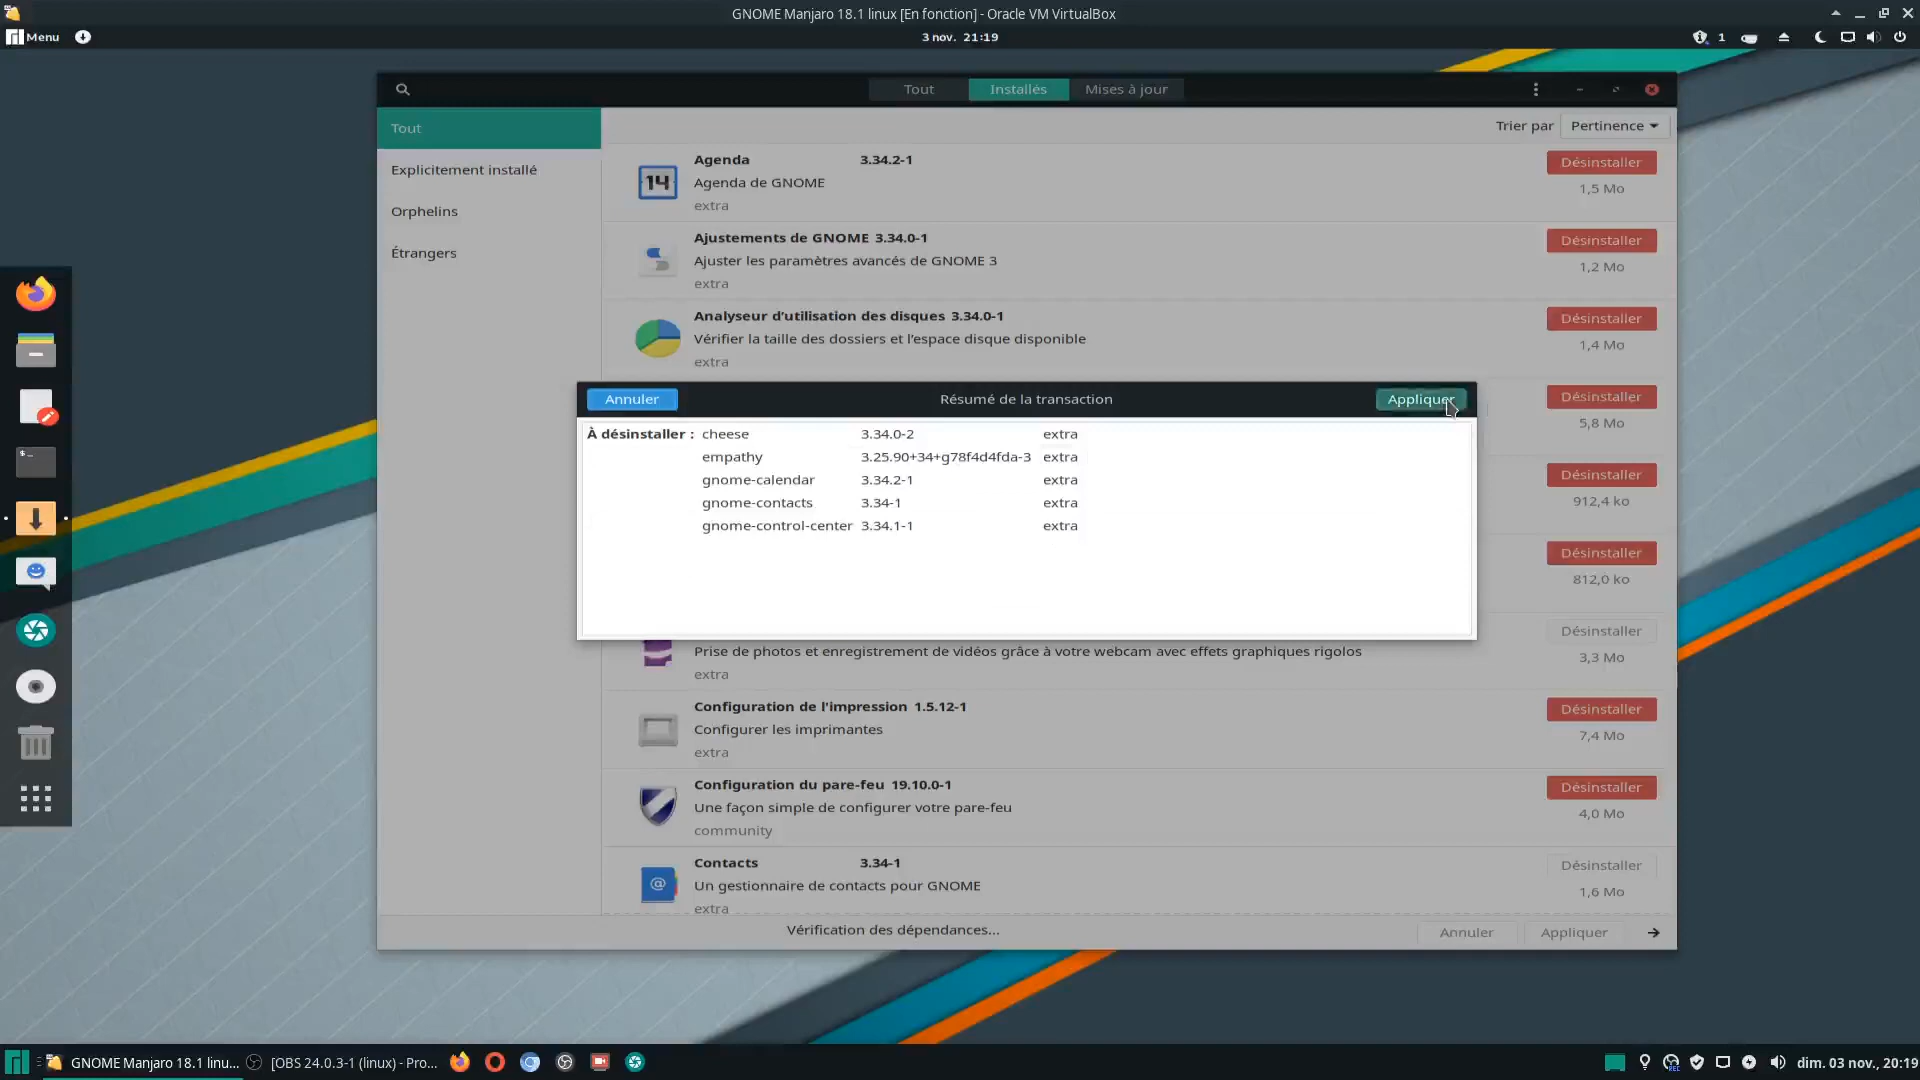 GNOME Manjaro 18.1 linux [En fonction] - Oracle VM VirtualBox
Menu
3 nov. 21:19
1
Tout
Installés
Mises à jour
Tout
Explicitement installé
Orphelins
Étrangers
Trier par
Pertinence
14
Agenda 3.34.2-1
Agenda de GNOME
extra
Désinstaller
1,5 Mo
Ajustements de GNOME 3.34.0-1
Ajuster les paramètres avancés de GNOME 3
extra
Désinstaller
1,2 Mo
Analyseur d’utilisation des disques 3.34.0-1
Vérifier la taille des dossiers et l’espace disque disponible
extra
Désinstaller
1,4 Mo
Annuler
Résumé de la transaction
Appliquer
À désinstaller : cheese 3.34.0-2 extra
empathy 3.25.90+34+g78f4d4fda-3 extra
gnome-calendar 3.34.2-1 extra
gnome-contacts 3.34-1 extra
gnome-control-center 3.34.1-1 extra
Désinstaller
5,8 Mo
Désinstaller
912,4 ko
Désinstaller
812,0 ko
Désinstaller
Prise de photos et enregistrement de vidéos grâce à votre webcam avec effets graphiques rigolos
3,3 Mo
extra
Configuration de l'impression 1.5.12-1
Configurer les imprimantes
extra
Désinstaller
7,4 Mo
Configuration du pare-feu 19.10.0-1
Une façon simple de configurer votre pare-feu
community
Désinstaller
4,0 Mo
Contacts 3.34-1
Un gestionnaire de contacts pour GNOME
extra
Désinstaller
1,6 Mo
Vérification des dépendances...
Annuler
Appliquer
GNOME Manjaro 18.1 linu...
[OBS 24.0.3-1 (linux) - Pro...
REC
dim. 03 nov., 20:19